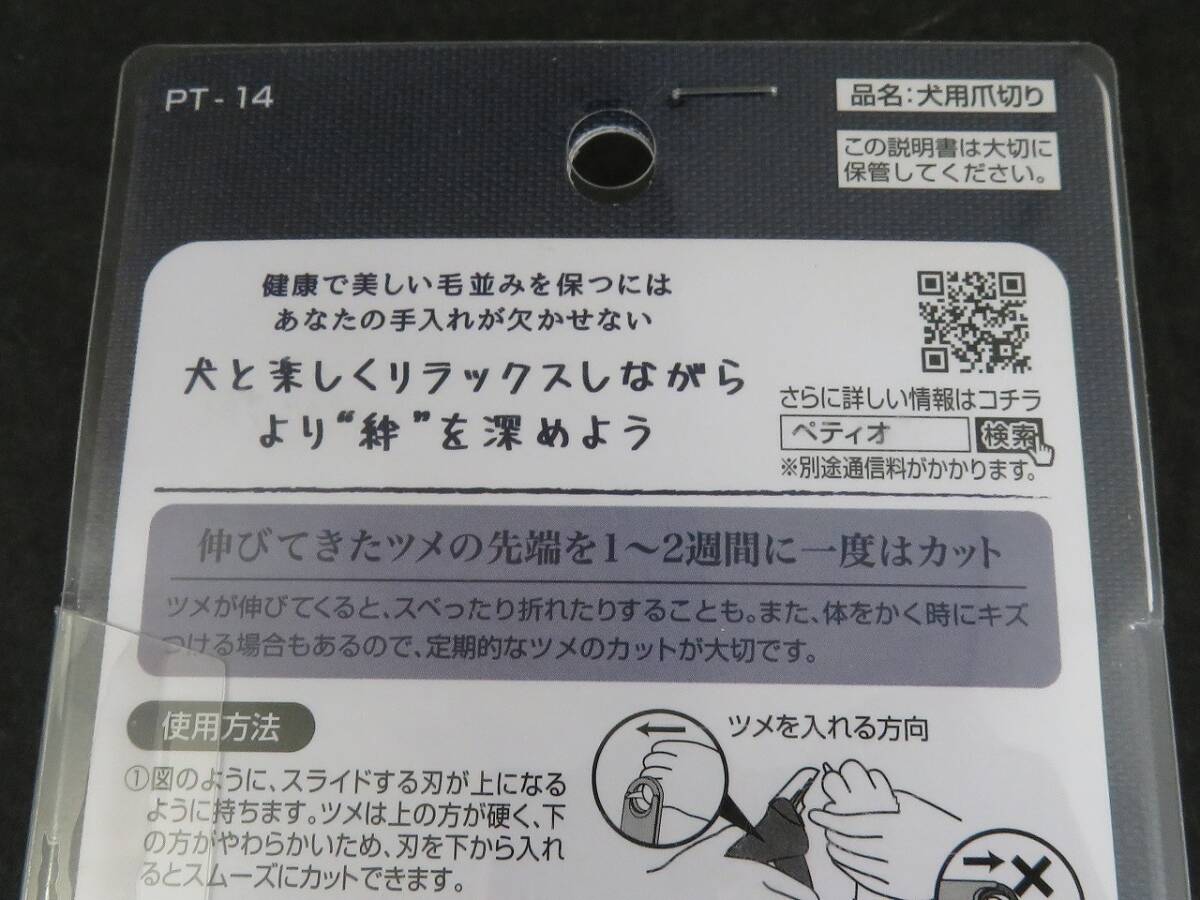 PT-14
品名:犬用爪切り
この説明書は大切に
保管してください。
健康で美しい毛並みを保つには
あなたの手入れが欠かせない
犬と楽しくリラックスしながら
より“絆”を深めよう
さらに詳しい情報はコチラ
ペティオ 検索
※別途通信料がかかります。
伸びてきたツメの先端を1〜2週間に一度はカット
ツメが伸びてくると、スベったり折れたりすることも。また、体をかく時にキズ
つける場合もあるので、定期的なツメのカットが大切です。
使用方法
①図のように、スライドする刃が上になる
ように持ちます。ツメは上の方が硬く、下
の方がやわらかいため、刃を下から入れ
るとスムーズにカットできます。
ツメを入れる方向